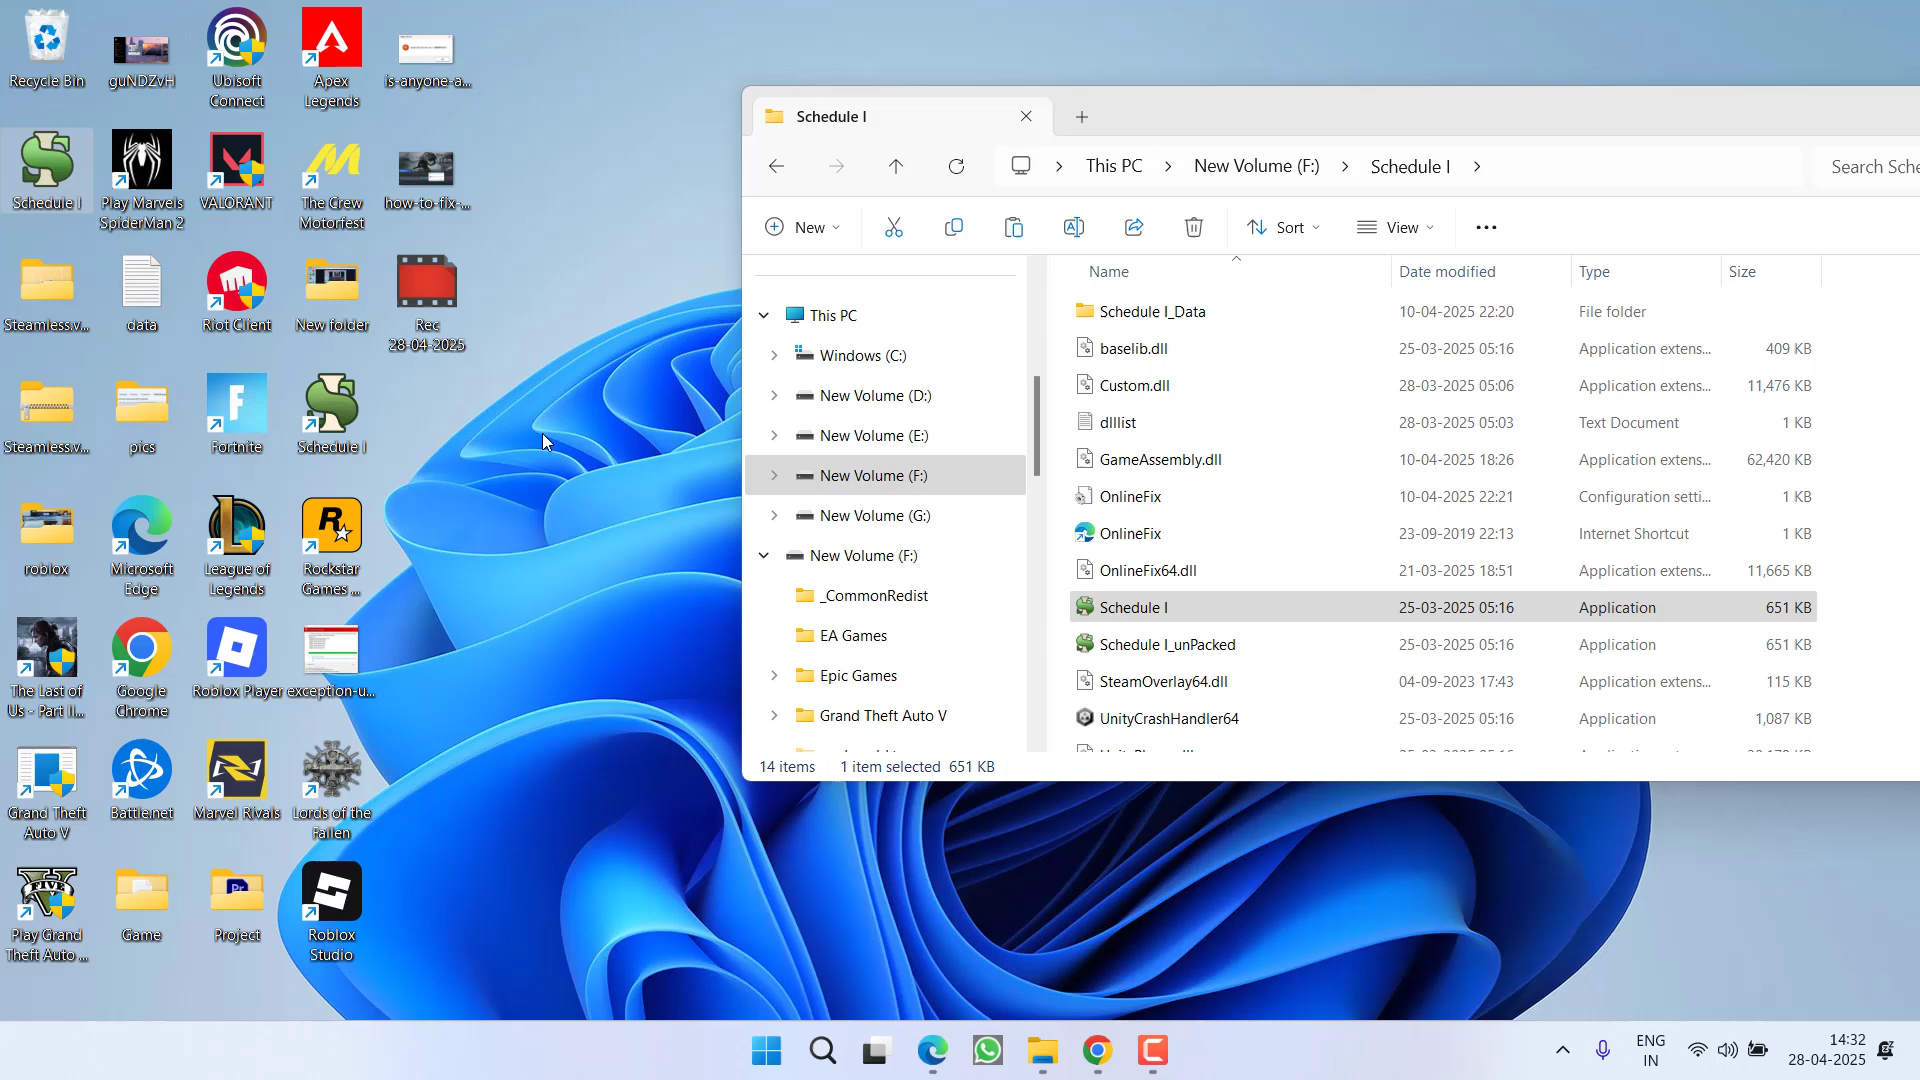 Recycle Bin
guNDZvH
Ubisoft
Connect
Apex
Legends
is-anyone-a...
Schedule I
Play Marvels
SpiderMan 2
VALORANT
The Crew
Motorfest
how-to-fix-...
Steamless.v...
data
Riot Client
New folder
Rec
28-04-2025
Steamless.v...
pics
Fortnite
Schedule I
roblox
Microsoft
Edge
League of
Legends
Rockstar
Games ...
The Last of
Us - Part II...
Google
Chrome
Roblox Player
exception-u...
Grand Theft
Auto V
Battle.net
Marvel Rivals
Lords of the
Fallen
Play Grand
Theft Auto ...
Game
Project
Roblox
Studio
Schedule I
This PC
New Volume (F:)
Schedule I
Search Sche
New
Sort
View
Name Date modified Type Size
This PC
Windows (C:)
New Volume (D:)
New Volume (E:)
New Volume (F:)
New Volume (G:)
New Volume (F:)
_CommonRedist
EA Games
Epic Games
Grand Theft Auto V
Schedule I_Data 10-04-2025 22:20 File folder
baselib.dll 25-03-2025 05:16 Application extens... 409 KB
Custom.dll 28-03-2025 05:06 Application extens... 11,476 KB
dlllist 28-03-2025 05:03 Text Document 1 KB
GameAssembly.dll 10-04-2025 18:26 Application extens... 62,420 KB
OnlineFix 10-04-2025 22:21 Configuration setti... 1 KB
OnlineFix 23-09-2019 22:13 Internet Shortcut 1 KB
OnlineFix64.dll 21-03-2025 18:51 Application extens... 11,665 KB
Schedule I 25-03-2025 05:16 Application 651 KB
Schedule I_unPacked 25-03-2025 05:16 Application 651 KB
SteamOverlay64.dll 04-09-2023 17:43 Application extens... 115 KB
UnityCrashHandler64 25-03-2025 05:16 Application 1,087 KB
14 items 1 item selected 651 KB
ENG
IN
14:32
28-04-2025